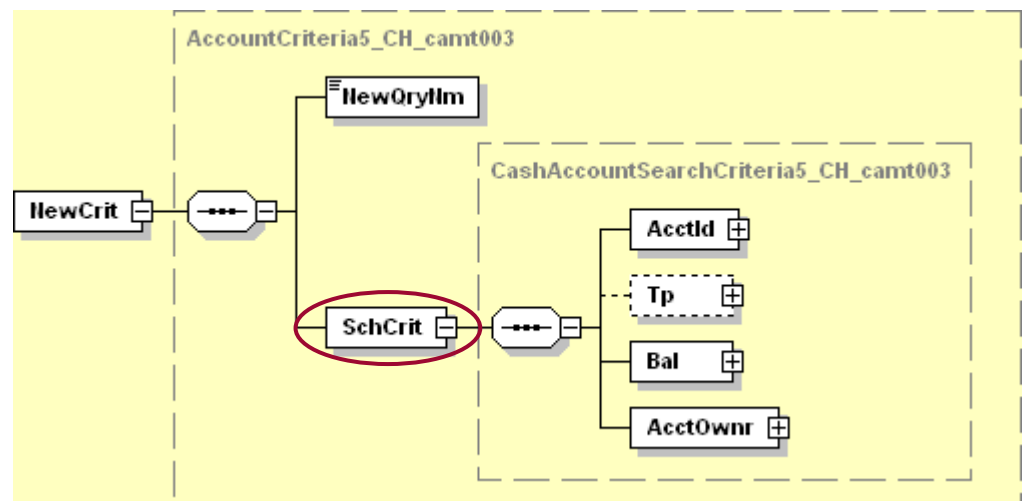 AccountCriteria5_CH_camt003
NewQryNm
CashAccountSearchCriteria5_CH_camt003
NewCrit
AcctId
Tp
SchCrit
Bal
AcctOwnr